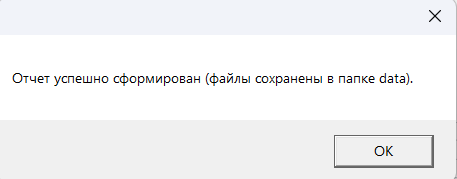 Отчет успешно сформирован (файлы сохранены в папке data).
OK